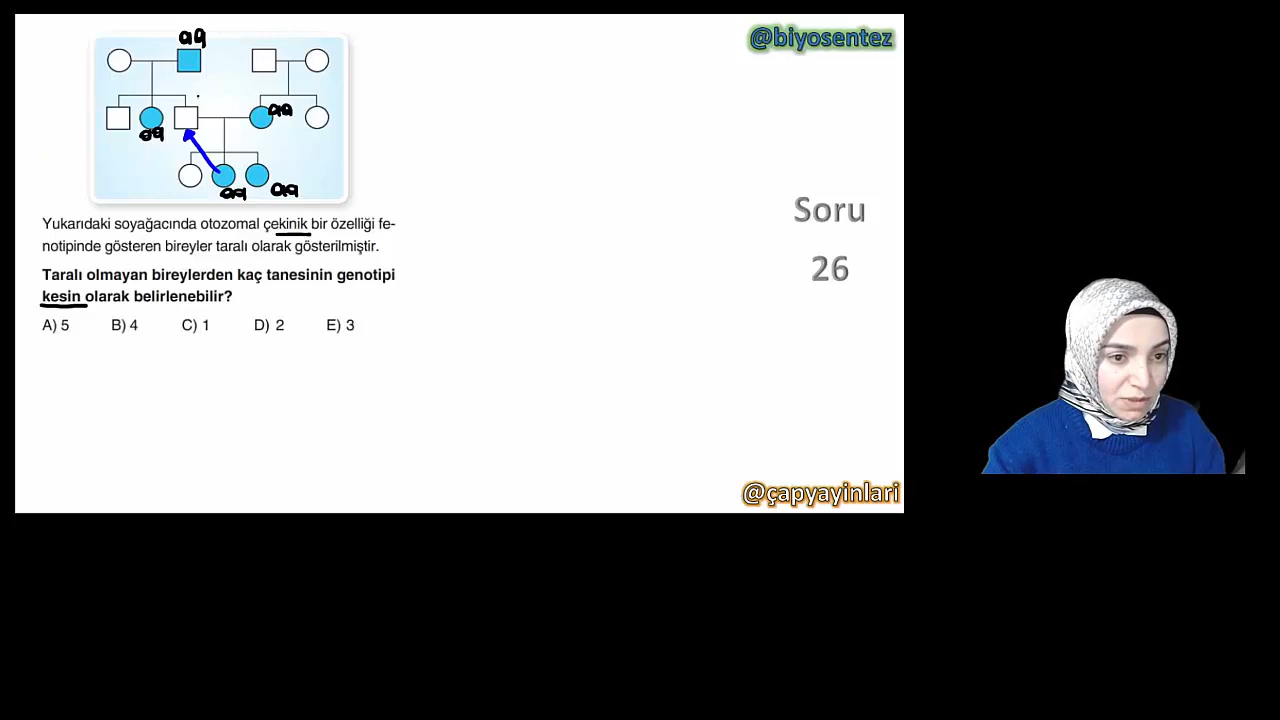 @biyosentez
aa
aa
aa
aa
aa
Yukarıdaki soyağacında otozomal çekinik bir özelliği fe-
notipinde gösteren bireyler taralı olarak gösterilmiştir.
Taralı olmayan bireylerden kaç tanesinin genotipi
kesin olarak belirlenebilir?
A) 5 B) 4 C) 1 D) 2 E) 3
Soru
26
@çapyayinlari